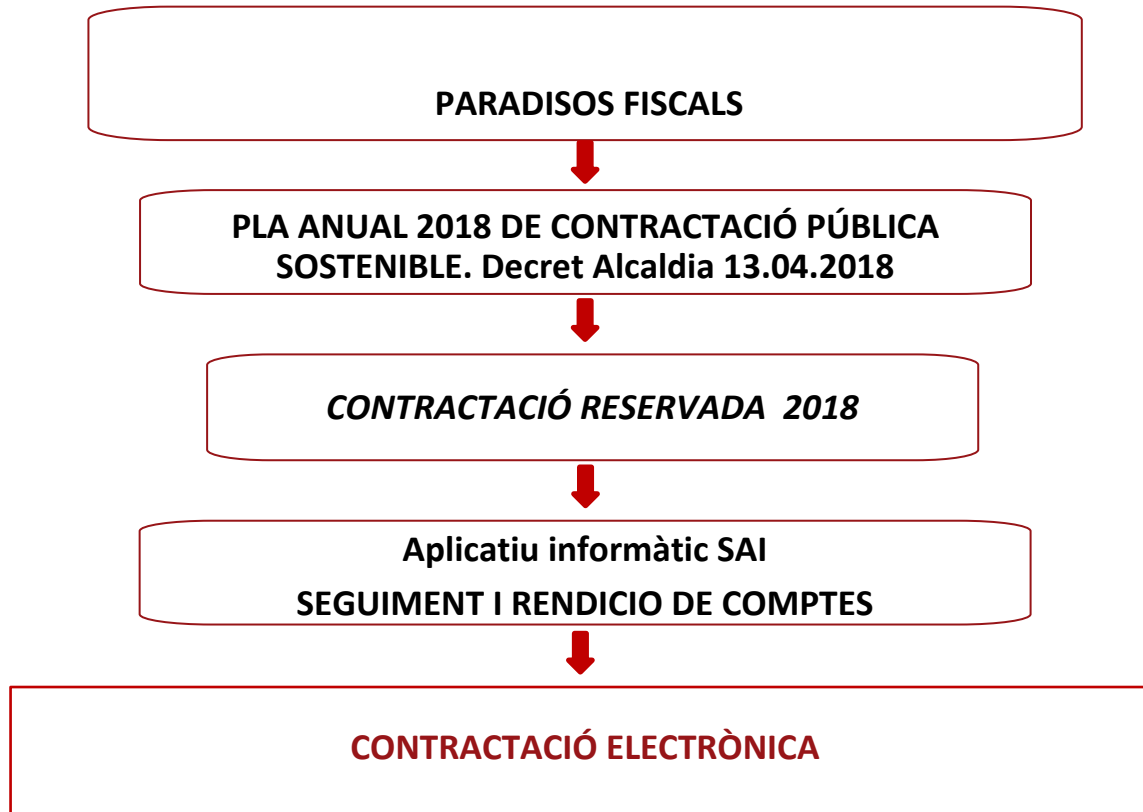 PARADISOS FISCALS
PLA ANUAL 2018 DE CONTRACTACIÓ PÚBLICA
SOSTENIBLE. Decret Alcaldia 13.04.2018
CONTRACTACIÓ RESERVADA 2018
Aplicatiu informàtic SAI
SEGUIMENT I RENDICIO DE COMPTES
CONTRACTACIÓ ELECTRÒNICA